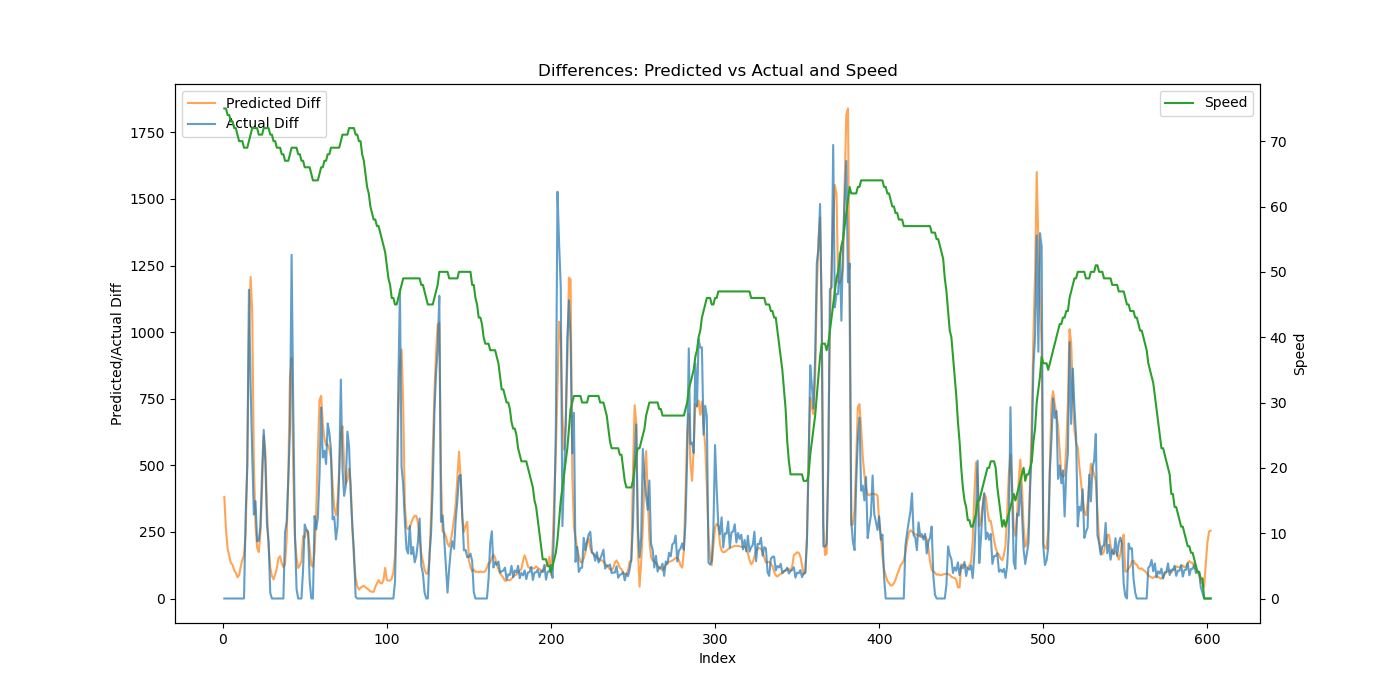 Differences: Predicted vs Actual and Speed
Predicted Diff
Actual Diff
Speed
1750
1500
1250
1000
750
500
250
0
Predicted/Actual Diff
70
60
50
40
30
20
10
0
Speed
0 100 200 300 400 500 600
Index